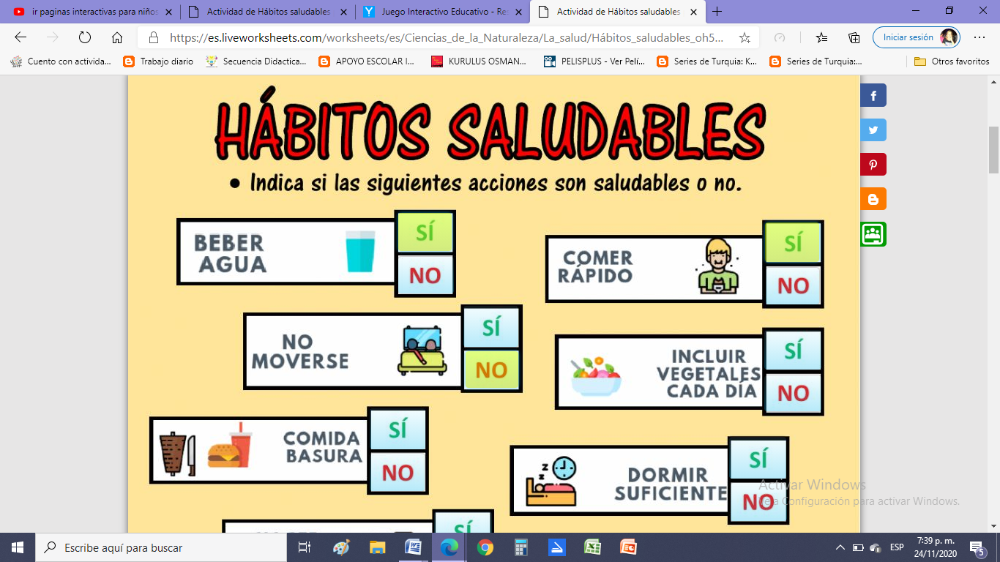 ir paginas interactivas para niños
Actividad de Hábitos saludables
Juego Interactivo Educativo - Re
Actividad de Hábitos saludables
https://es.liveworksheets.com/worksheets/es/Ciencias_de_la_Naturaleza/La_salud/Hábitos_saludables_oh5...
Iniciar sesión
Cuento con activida...
Trabajo diario
Secuencia Didactica...
APOYO ESCOLAR I...
KURULUS OSMAN...
PELISPLUS - Ver Pelí...
Series de Turquia: K...
Series de Turquia:...
Otros favoritos
HÁBITOS SALUDABLES
• Indica si las siguientes acciones son saludables o no.
BEBER
AGUA
SÍ
NO
COMER
RÁPIDO
SÍ
NO
NO
MOVERSE
SÍ
NO
INCLUIR
VEGETALES
CADA DÍA
SÍ
NO
COMIDA
BASURA
SÍ
NO
DORMIR
SUFICIENTE
SÍ
NO
SÍ
Activar Windows
Ve a Configuración para activar Windows.
Escribe aquí para buscar
ESP
7:39 p. m.
24/11/2020
5